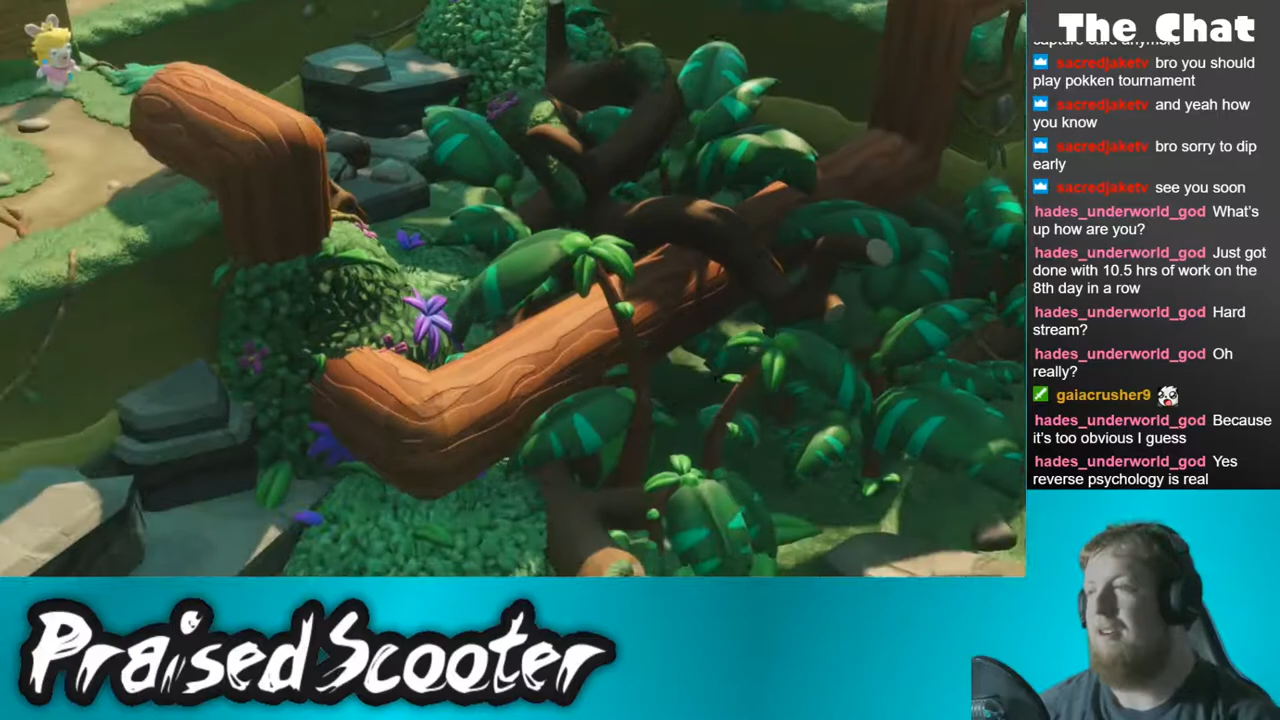 The Chat
capture card anymore
sacredjaketv bro you should
play pokken tournament
sacredjaketv and yeah how
you know
sacredjaketv bro sorry to dip
early
sacredjaketv see you soon
hades_underworld_god What's
up how are you?
hades_underworld_god Just got
done with 10.5 hrs of work on the
8th day in a row
hades_underworld_god Hard
stream?
hades_underworld_god Oh
really?
gaiacrusher9
hades_underworld_god Because
it's too obvious I guess
hades_underworld_god Yes
reverse psychology is real
PraisedScooter